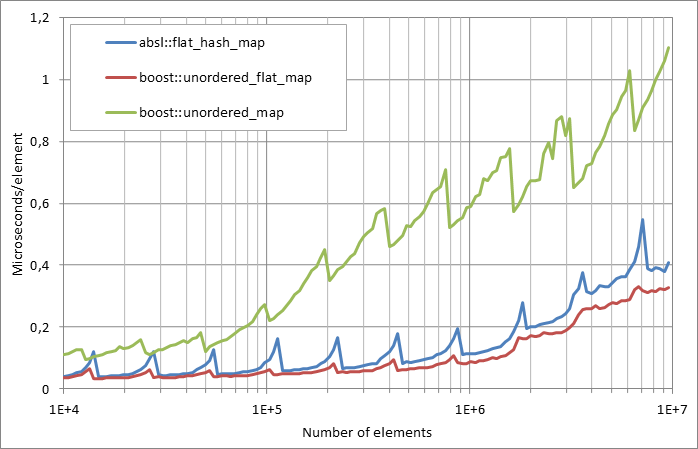 1,2
1
0,8
0,6
0,4
0,2
0
Microseconds/element
absl::flat_hash_map
boost::unordered_flat_map
boost::unordered_map
1E+4
1E+5
1E+6
1E+7
Number of elements